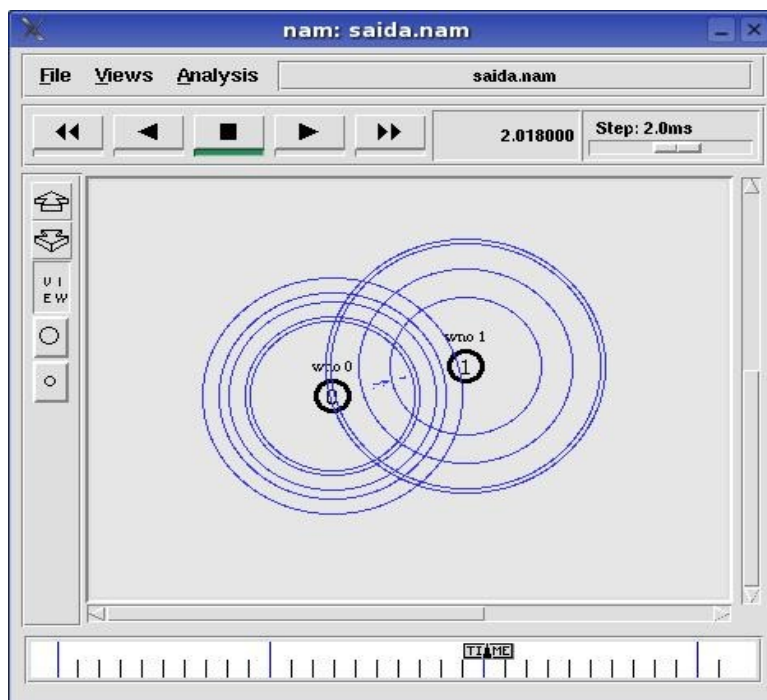 nam: saida.nam
File Views Analysis saida.nam
2.018000 Step: 2.0ms
V I
E W
wno 1
1
wno 0
0
TIME